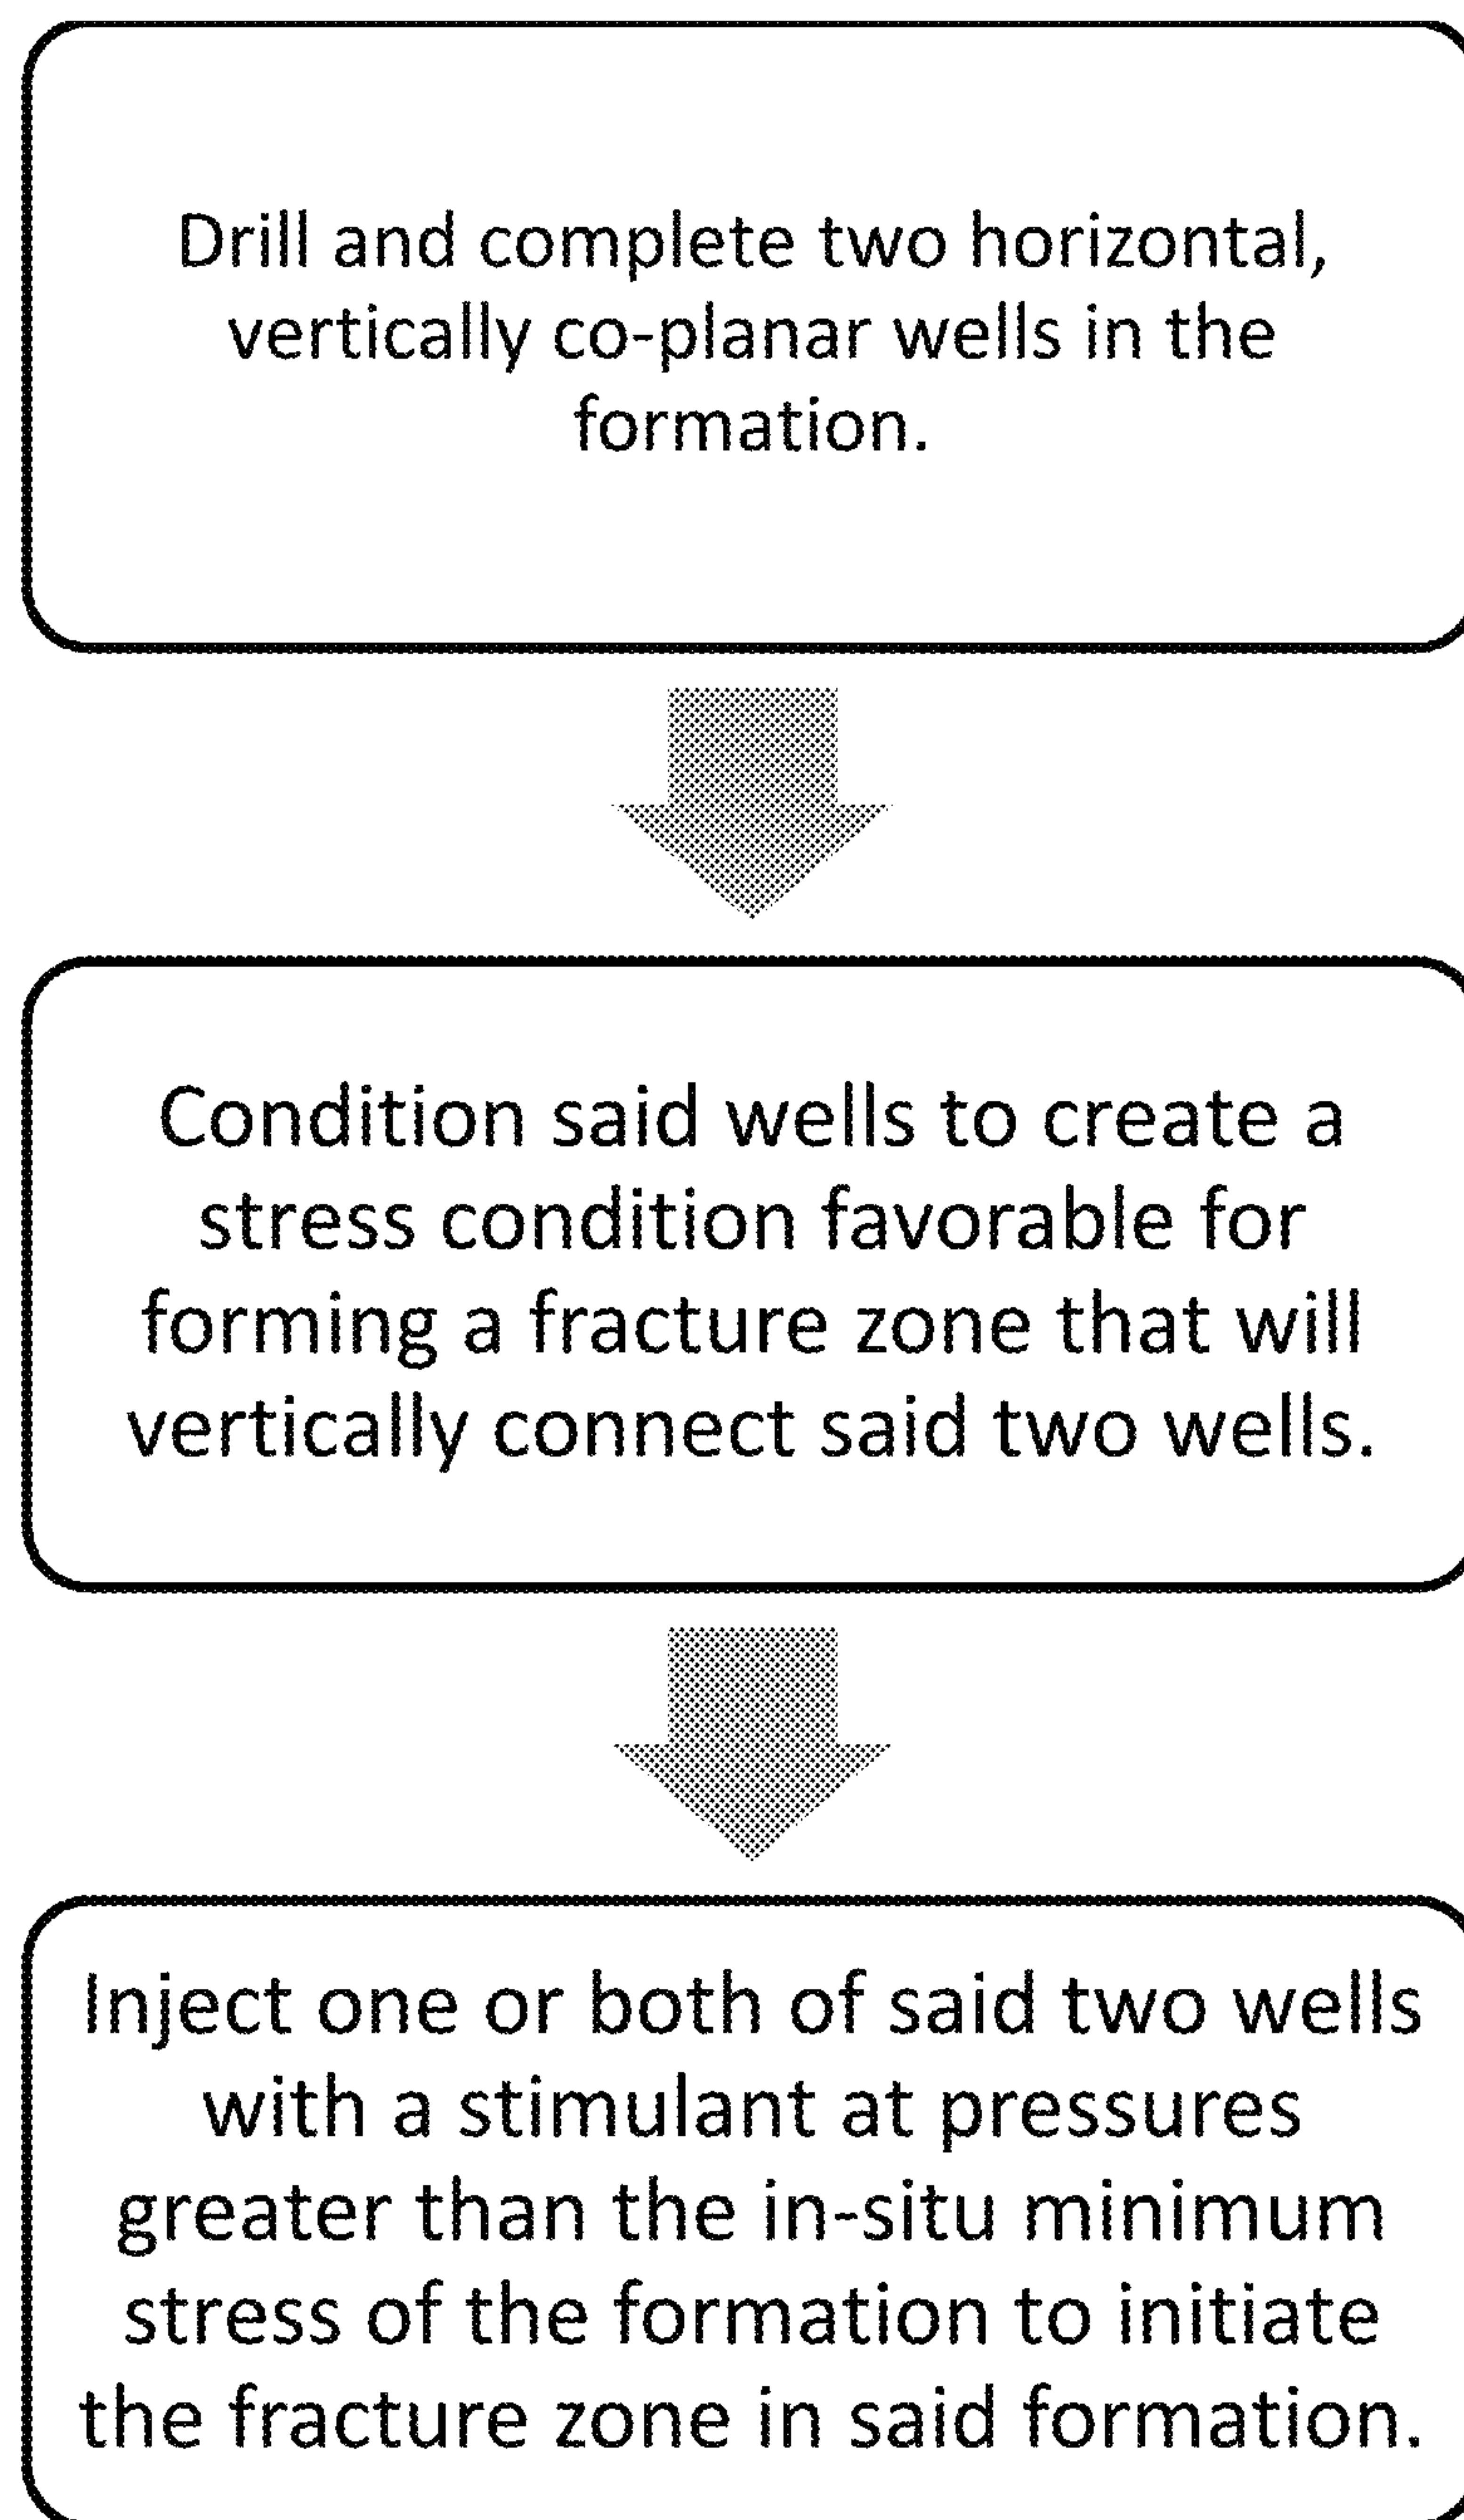 Drill and complete two horizontal,
vertically co-planar wells in the
formation.
Condition said wells to create a
stress condition favorable for
forming a fracture zone that will
vertically connect said two wells.
Inject one or both of said two wells
with a stimulant at pressures
greater than the in-situ minimum
stress of the formation to initiate
the fracture zone in said formation.